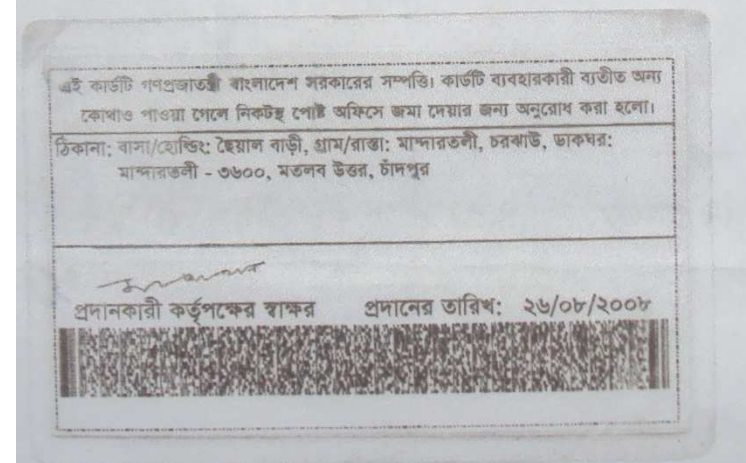 এই কার্ডটি গণপ্রজাতন্ত্রী বাংলাদেশ সরকারের সম্পত্তি। কার্ডটি ব্যবহারকারী ব্যতীত অন্য
কোথাও পাওয়া গেলে নিকটস্থ পোষ্ট অফিসে জমা দেয়ার জন্য অনুরোধ করা হলো।
ঠিকানা: বাসা/হোল্ডিং: ছৈয়াল বাড়ী, গ্রাম/রাস্তা: মান্দারতলী, চরকাউ, ডাকঘর:
মান্দারতলী - ৩৬০০, মতলব উত্তর, চাঁদপুর
প্রদানকারী কর্তৃপক্ষের স্বাক্ষর প্রদানের তারিখ: ২৬/০৮/২০০৮